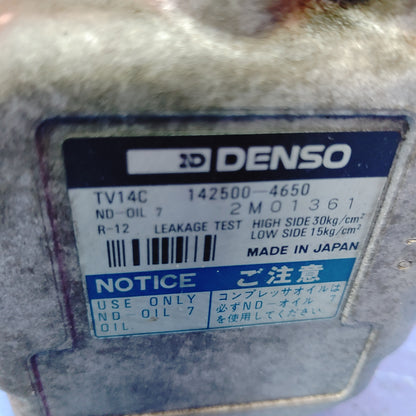 ND DENSO
TV14C 142500-4650
ND-OIL 7 2M01361
R-12 LEAKAGE TEST HIGH SIDE 30kg/cm²
LOW SIDE 15kg/cm²
MADE IN JAPAN
NOTICE
USE ONLY
ND OIL 7
OIL
ご注意
コンプレッサオイルは
必ずND-オイル 7
を使用してください